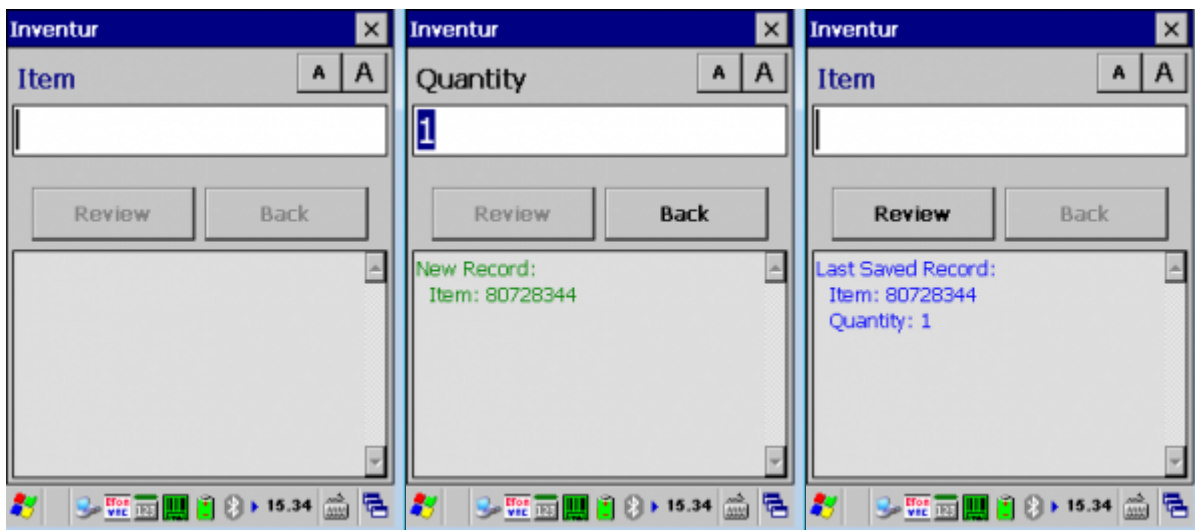 Inventur
Item
A A
Review Back
15.34
Inventur
Quantity
A A
1
Review Back
New Record:
Item: 80728344
15.34
Inventur
Item
A A
Review Back
Last Saved Record:
Item: 80728344
Quantity: 1
15.34